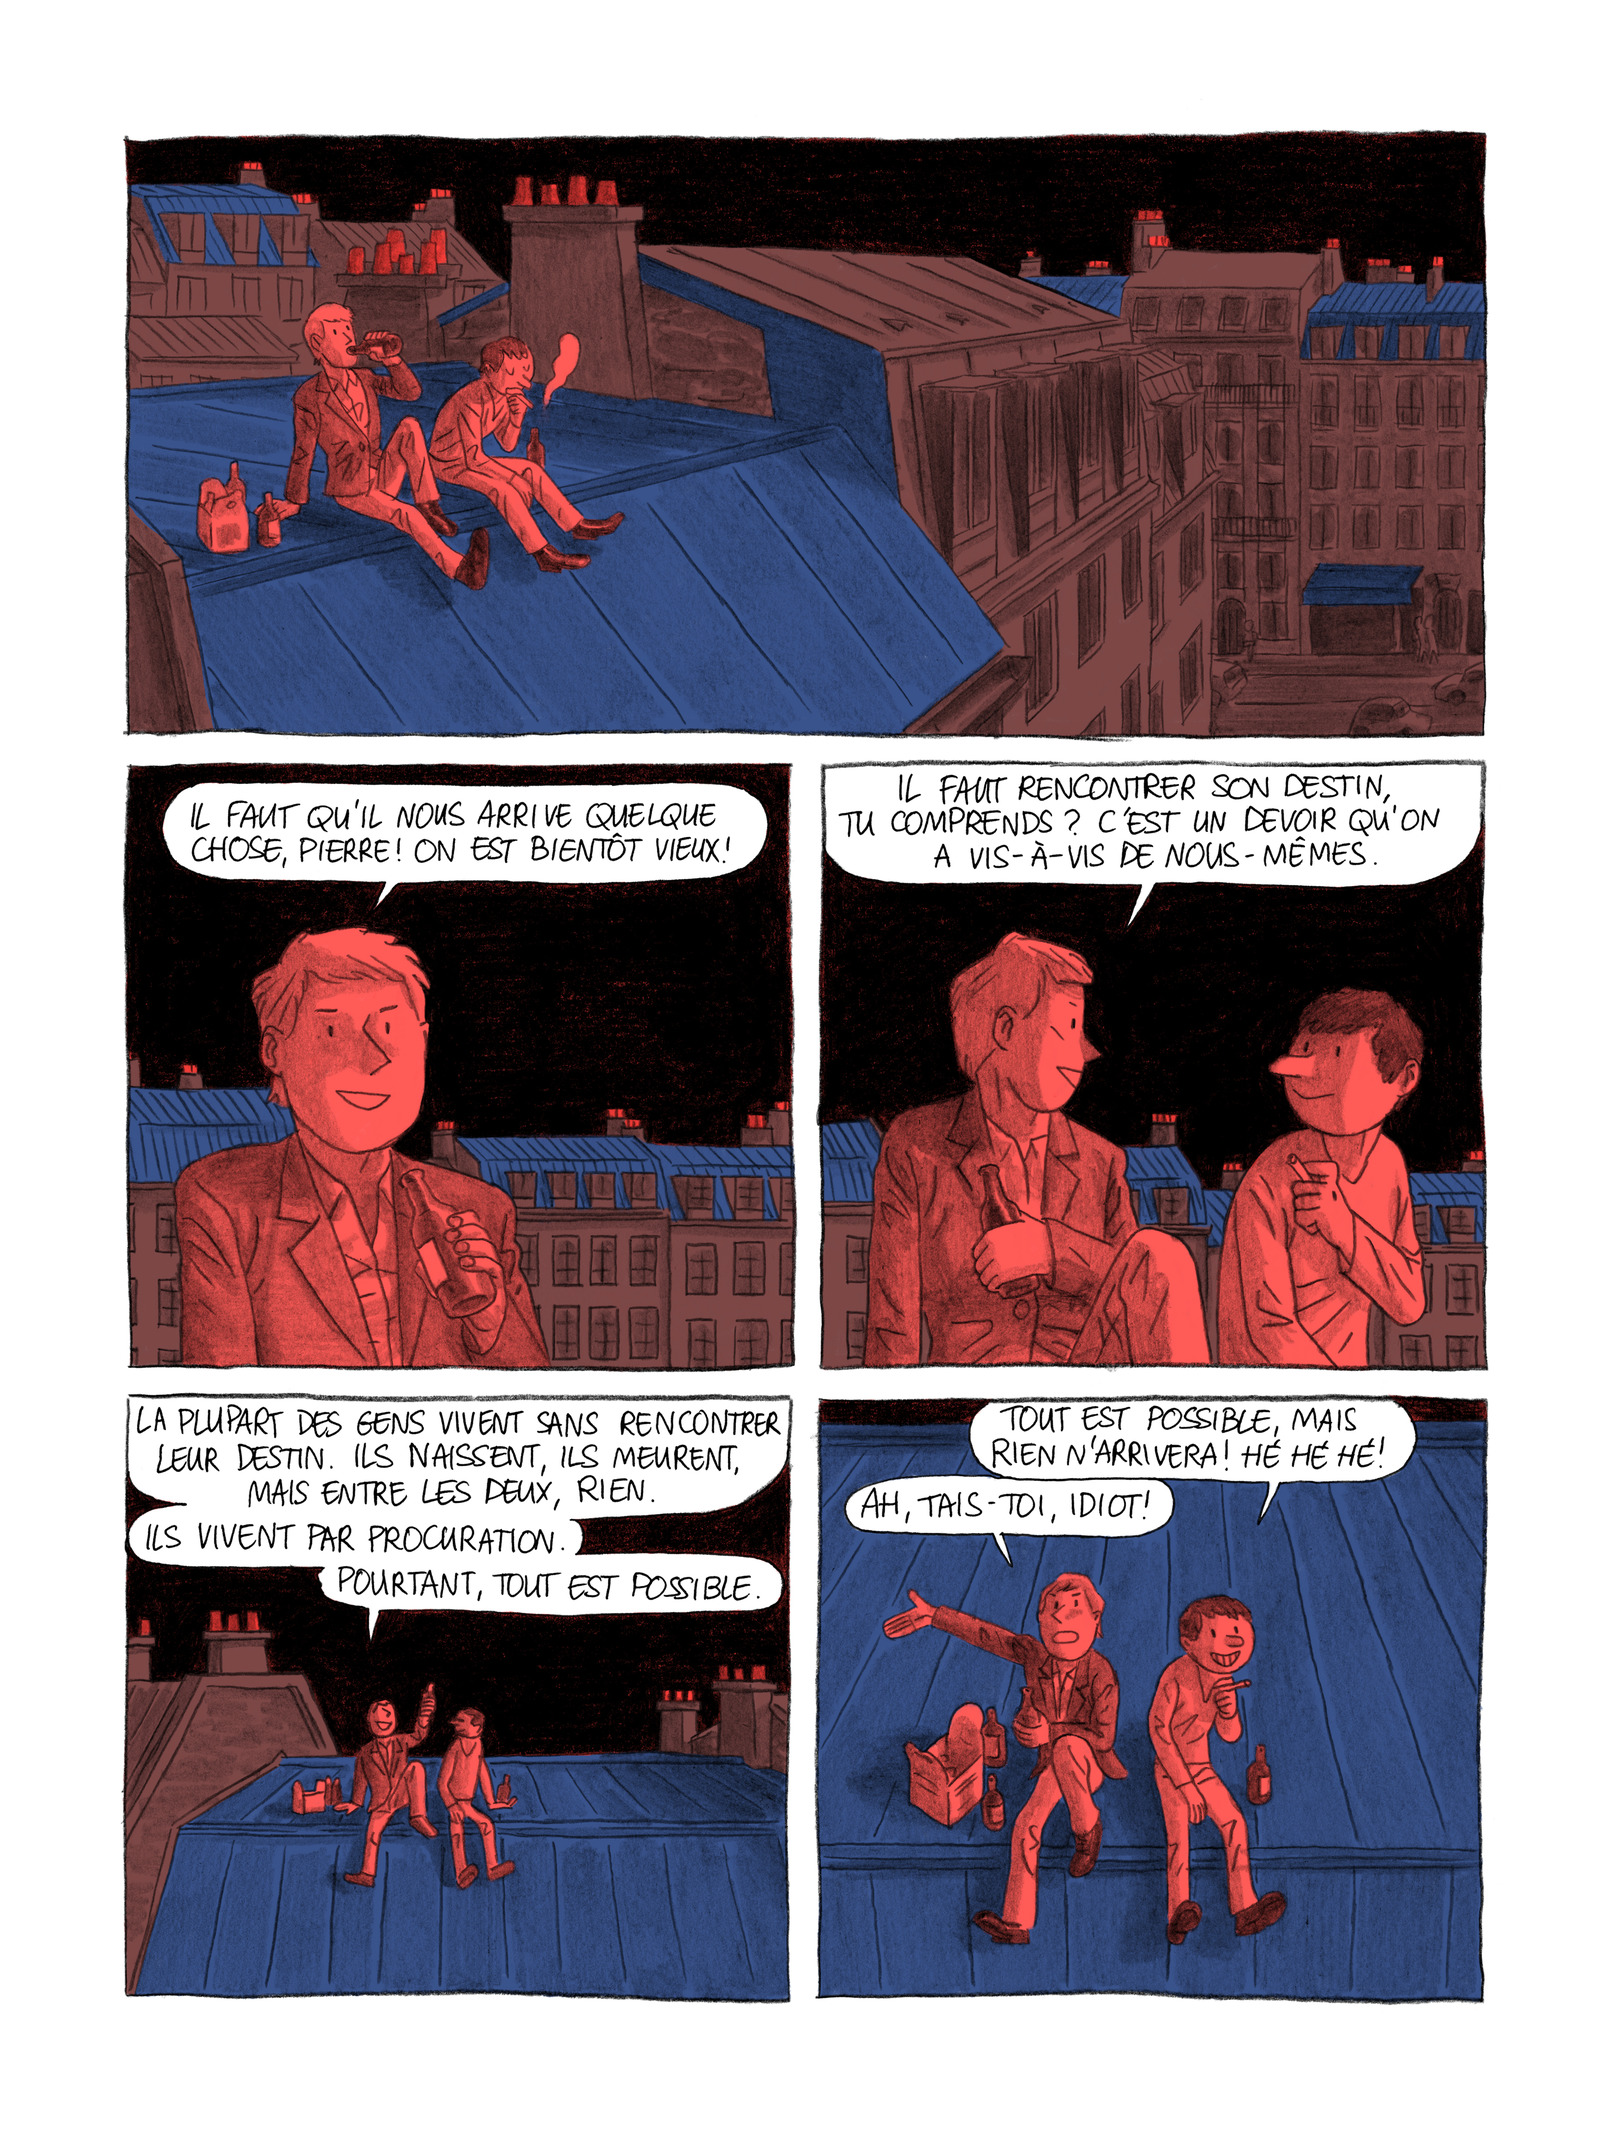 IL FAUT QU'IL NOUS ARRIVE QUELQUE
CHOSE, PIERRE! ON EST BIENTÔT VIEUX!
IL FAUT RENCONTRER SON DESTIN,
TU COMPRENDS? C'EST UN DEVOIR QU'ON
A VIS-À-VIS DE NOUS-MÊMES.
LA PLUPART DES GENS VIVENT SANS RENCONTRER
LEUR DESTIN. ILS NAISSENT, ILS MEURENT,
MAIS ENTRE LES DEUX, RIEN.
ILS VIVENT PAR PROCURATION.
POURTANT, TOUT EST POSSIBLE.
TOUT EST POSSIBLE, MAIS
RIEN N'ARRIVERA! HÉ HÉ HÉ!
AH, TAIS-TOI, IDIOT!